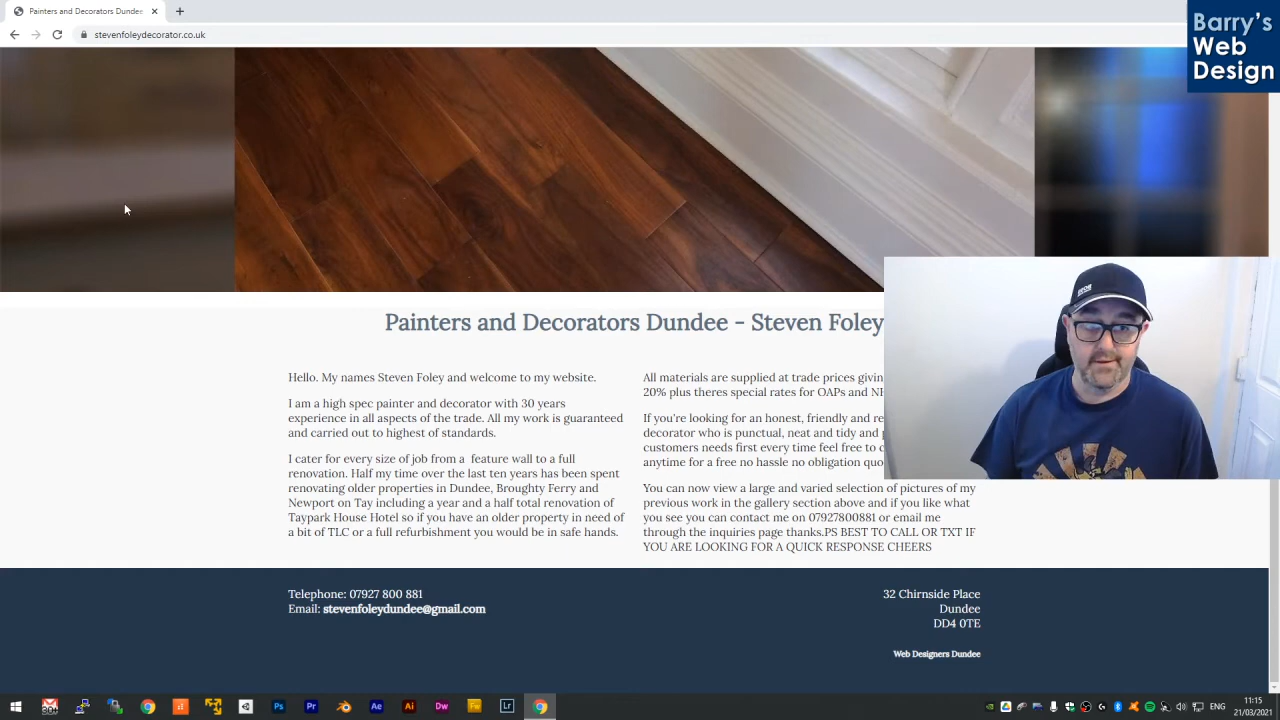 Painters and Decorators Dundee
stevenfoleydecorator.co.uk
Barry's
Web
Design
Painters and Decorators Dundee - Steven Foley
Hello. My names Steven Foley and welcome to my website.
I am a high spec painter and decorator with 30 years
experience in all aspects of the trade. All my work is guaranteed
and carried out to highest of standards.
I cater for every size of job from a feature wall to a full
renovation. Half my time over the last ten years has been spent
renovating older properties in Dundee, Broughty Ferry and
Newport on Tay including a year and a half total renovation of
Taypark House Hotel so if you have an older property in need of
a bit of TLC or a full refurbishment you would be in safe hands.
All materials are supplied at trade prices givin
20% plus theres special rates for OAPs and
If you're looking for an honest, friendly and re
decorator who is punctual, neat and tidy and
customers needs first every time feel free to
anytime for a free no hassle no obligation quo
You can now view a large and varied selection of pictures of my
previous work in the gallery section above and if you like what
you see you can contact me on 07927800881 or email me
through the inquiries page thanks.PS BEST TO CALL OR TXT IF
YOU ARE LOOKING FOR A QUICK RESPONSE CHEERS
Telephone: 07927 800 881
Email: stevenfoleydundee@gmail.com
32 Chirnside Place
Dundee
DD4 0TE
Web Designers Dundee
30+
Ps
Pr
Ae
Ai
Dw
Fw
Lr
ENG
11:15
21/03/2021